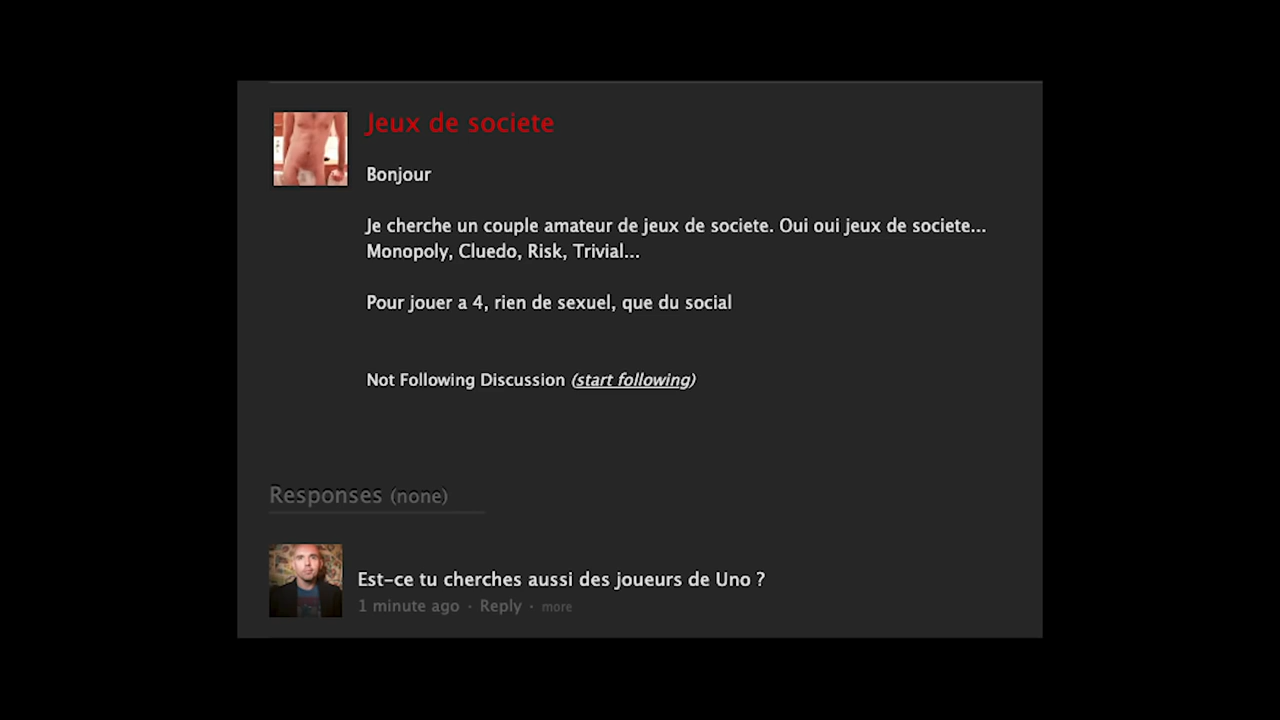 Jeux de societe
Bonjour
Je cherche un couple amateur de jeux de societe. Oui oui jeux de societe...
Monopoly, Cluedo, Risk, Trivial...
Pour jouer a 4, rien de sexuel, que du social
Not Following Discussion (start following)
Responses (none)
Est-ce tu cherches aussi des joueurs de Uno ?
1 minute ago · Reply · more